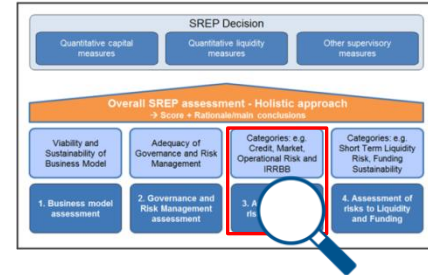 SREP Decision
Quantitative capital
measures
Quantitative liquidity
measures
Other supervisory
measures
Overall SREP assessment - Holistic approach
→ Score + Rationale/main conclusions
Viability and
Sustainability of
Business Model
Adequacy of
Governance and Risk
Management
Categories: e.g.
Credit, Market,
Operational Risk and
IRRBB
Categories: e.g.
Short Term Liquidity
Risk, Funding
Sustainability
1. Business model
assessment
2. Governance and
Risk Management
assessment
3. A
4. Assessment of
risks to Liquidity
and Funding